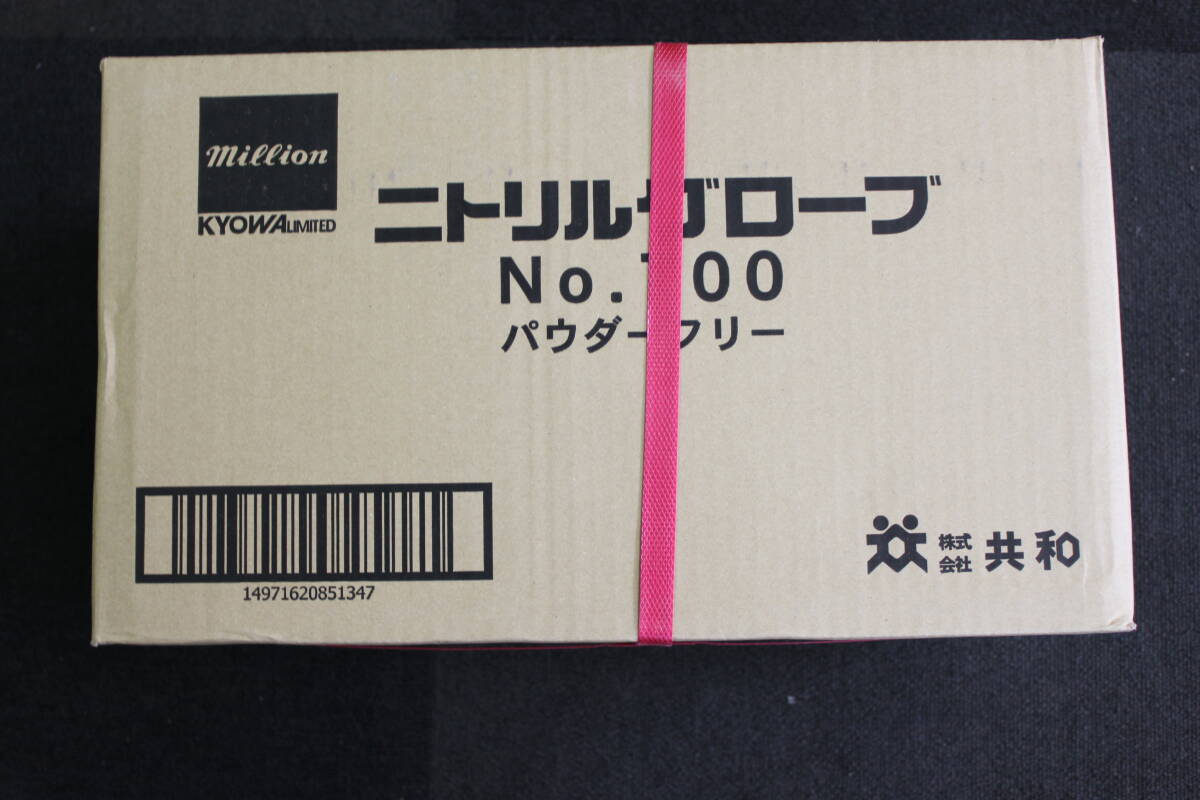 million
KYOWA LIMITED
ニトリルグローブ
No.700
パウダーフリー
14971620851347
株式会社 共和